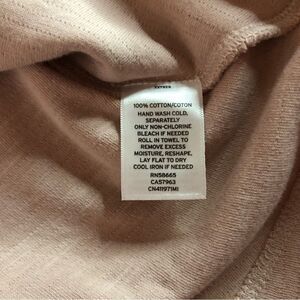 100% COTTON/COTON
HAND WASH COLD,
SEPARATELY
ONLY NON-CHLORINE
BLEACH IF NEEDED
ROLL IN TOWEL TO
REMOVE EXCESS
MOISTURE, RESHAPE,
LAY FLAT TO DRY
COOL IRON IF NEEDED
RN58665
CA57963
CN411971MI